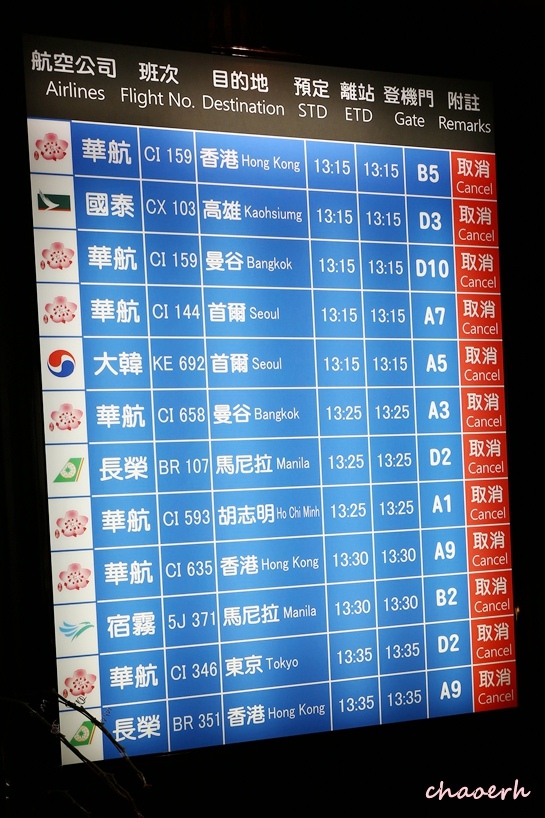 航空公司 班次 目的地 預定 離站 登機門 附註
Airlines Flight No. Destination STD ETD Gate Remarks
華航 CI 159 香港 Hong Kong 13:15 13:15 B5 取消 Cancel
國泰 CX 103 高雄 Kaohsiumg 13:15 13:15 D3 取消 Cancel
華航 CI 159 曼谷 Bangkok 13:15 13:15 D10 取消 Cancel
華航 CI 144 首爾 Seoul 13:15 13:15 A7 取消 Cancel
大韓 KE 692 首爾 Seoul 13:15 13:15 A5 取消 Cancel
華航 CI 658 曼谷 Bangkok 13:25 13:25 A3 取消 Cancel
長榮 BR 107 馬尼拉 Manila 13:25 13:25 D2 取消 Cancel
華航 CI 593 胡志明 Ho Chi Minh 13:25 13:25 A1 取消 Cancel
華航 CI 635 香港 Hong Kong 13:30 13:30 A9 取消 Cancel
宿霧 5J 371 馬尼拉 Manila 13:30 13:30 B2 取消 Cancel
華航 CI 346 東京 Tokyo 13:35 13:35 D2 取消 Cancel
長榮 BR 351 香港 Hong Kong 13:35 13:35 A9 取消 Cancel
chaoerh